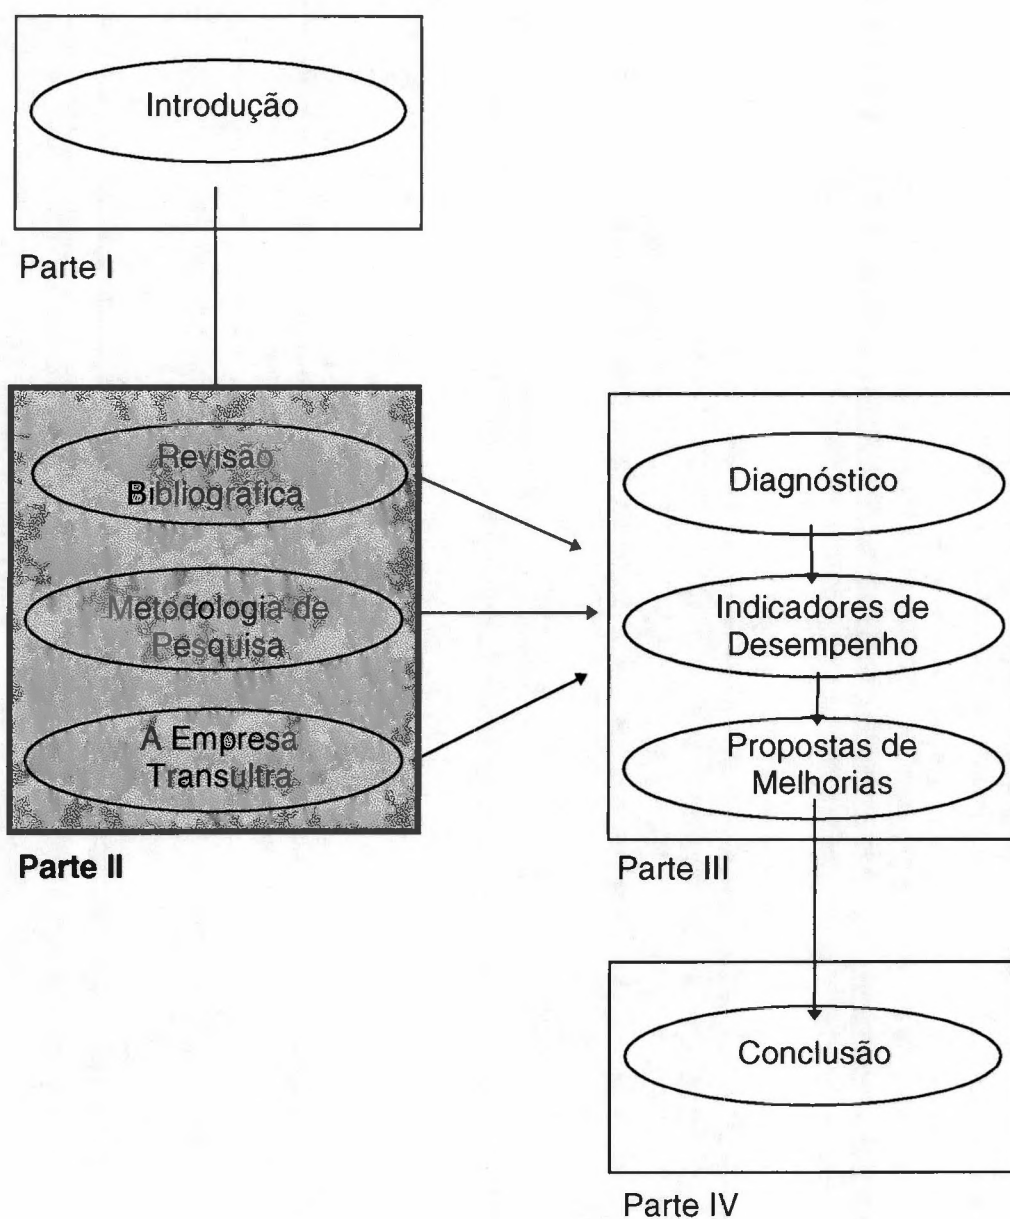 Introdução
Parte I
Revisão
Bibliográfica
Metodologia de
Pesquisa
A Empresa
Transultra
Parte II
Diagnóstico
Indicadores de
Desempenho
Propostas de
Melhorias
Parte III
Conclusão
Parte IV